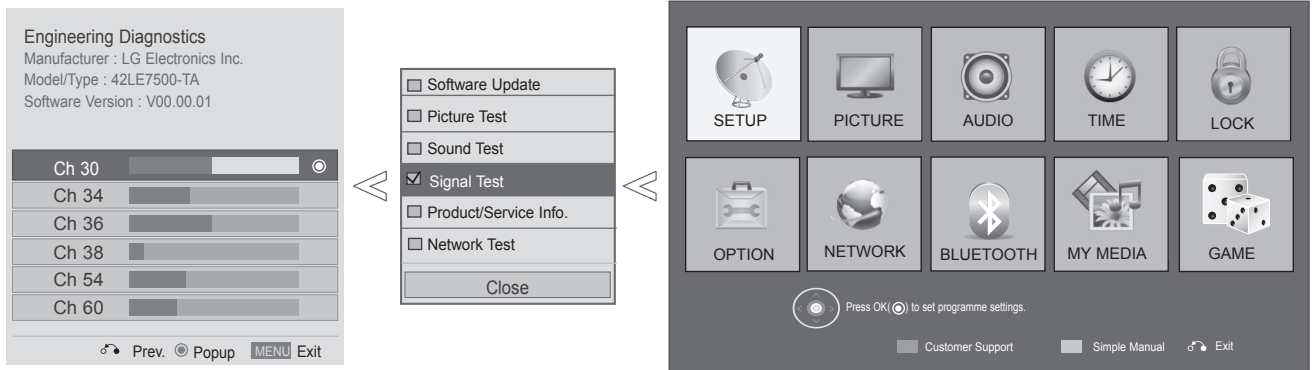 Engineering Diagnostics
Manufacturer : LG Electronics Inc.
Model/Type : 42LE7500-TA
Software Version : V00.00.01
Ch 30
Ch 34
Ch 36
Ch 38
Ch 54
Ch 60
Prev. Popup MENU Exit
Software Update
Picture Test
Sound Test
Signal Test
Product/Service Info.
Network Test
Close
SETUP PICTURE AUDIO TIME LOCK
OPTION NETWORK BLUETOOTH MY MEDIA GAME
Press OK( ) to set programme settings.
Customer Support Simple Manual Exit